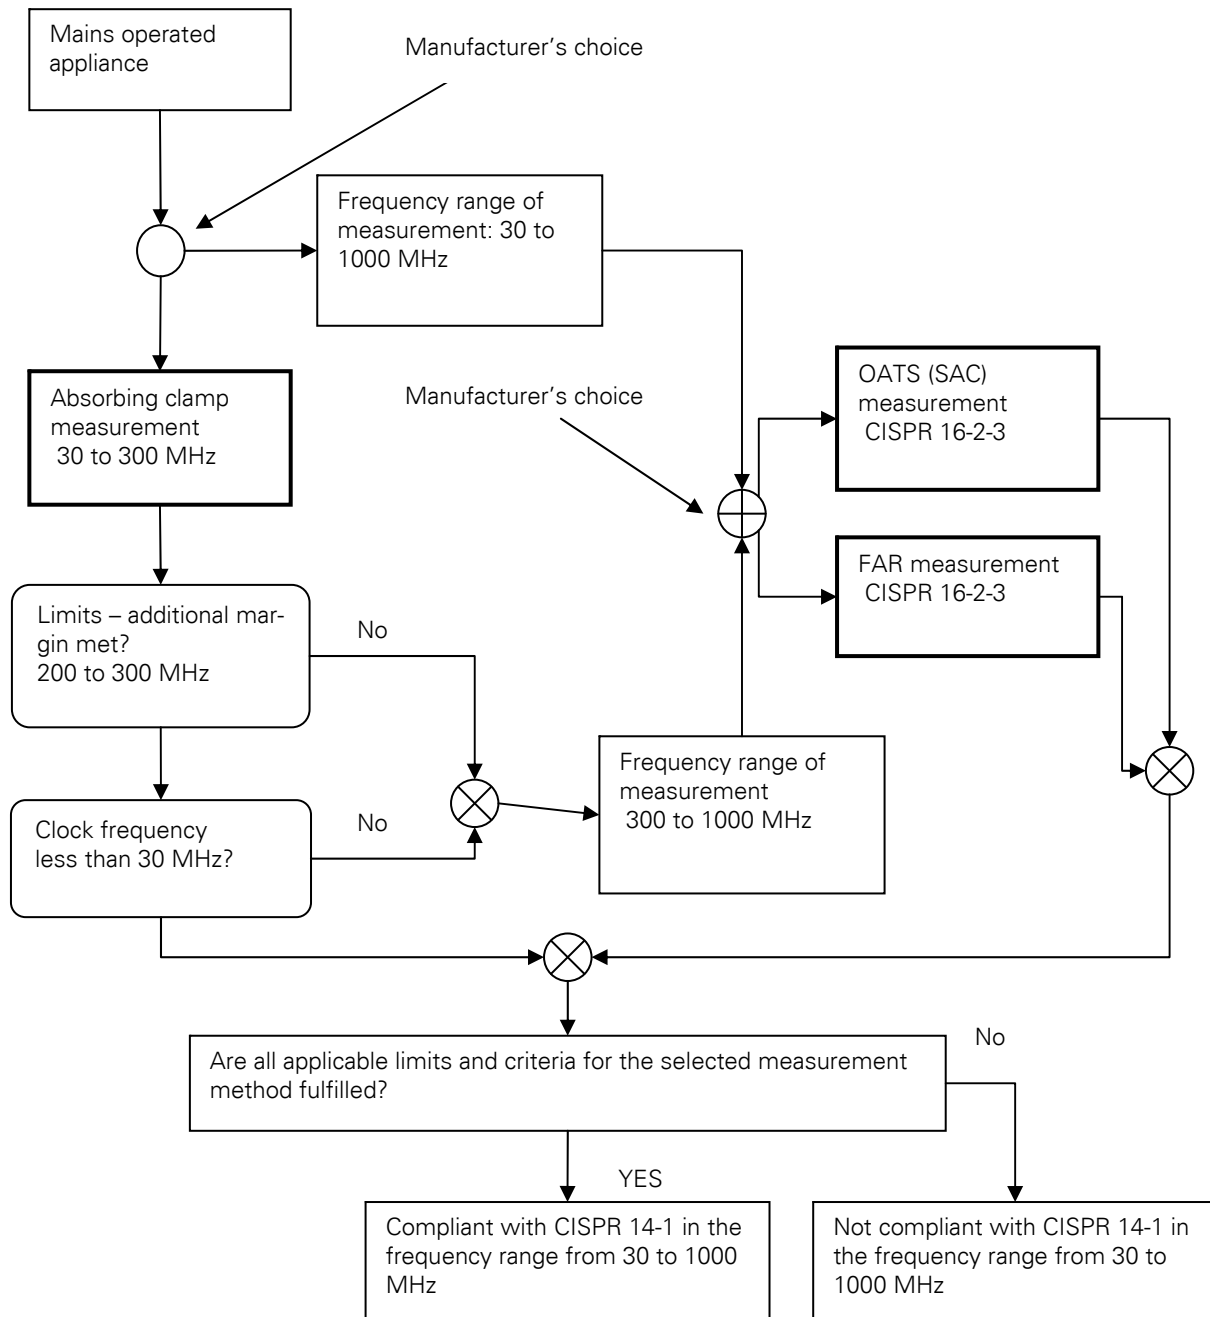 Mains operated
appliance
Manufacturer's choice
Frequency range of
measurement: 30 to
1000 MHz
Absorbing clamp
measurement
30 to 300 MHz
Manufacturer's choice
OATS (SAC)
measurement
CISPR 16-2-3
FAR measurement
CISPR 16-2-3
Limits – additional mar-
gin met?
200 to 300 MHz
No
Frequency range of
measurement
300 to 1000 MHz
Clock frequency
less than 30 MHz?
No
Are all applicable limits and criteria for the selected measurement
method fulfilled?
No
YES
Compliant with CISPR 14-1 in the
frequency range from 30 to 1000
MHz
Not compliant with CISPR 14-1 in
the frequency range from 30 to
1000 MHz